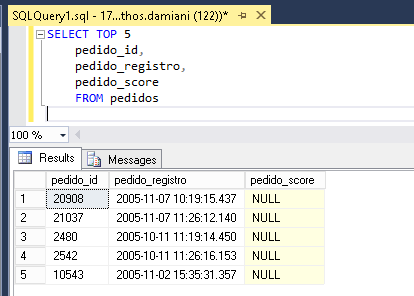 SQLQuery1.sql - 17...thos.damiani (122))*
SELECT TOP 5
pedido_id,
pedido_registro,
pedido_score
FROM pedidos
100 %
Results Messages
pedido_id pedido_registro pedido_score
1 20908 2005-11-07 10:19:15.437 NULL
2 21037 2005-11-07 11:26:12.140 NULL
3 2480 2005-10-11 11:19:14.450 NULL
4 2542 2005-10-11 11:26:16.153 NULL
5 10543 2005-11-02 15:35:31.357 NULL